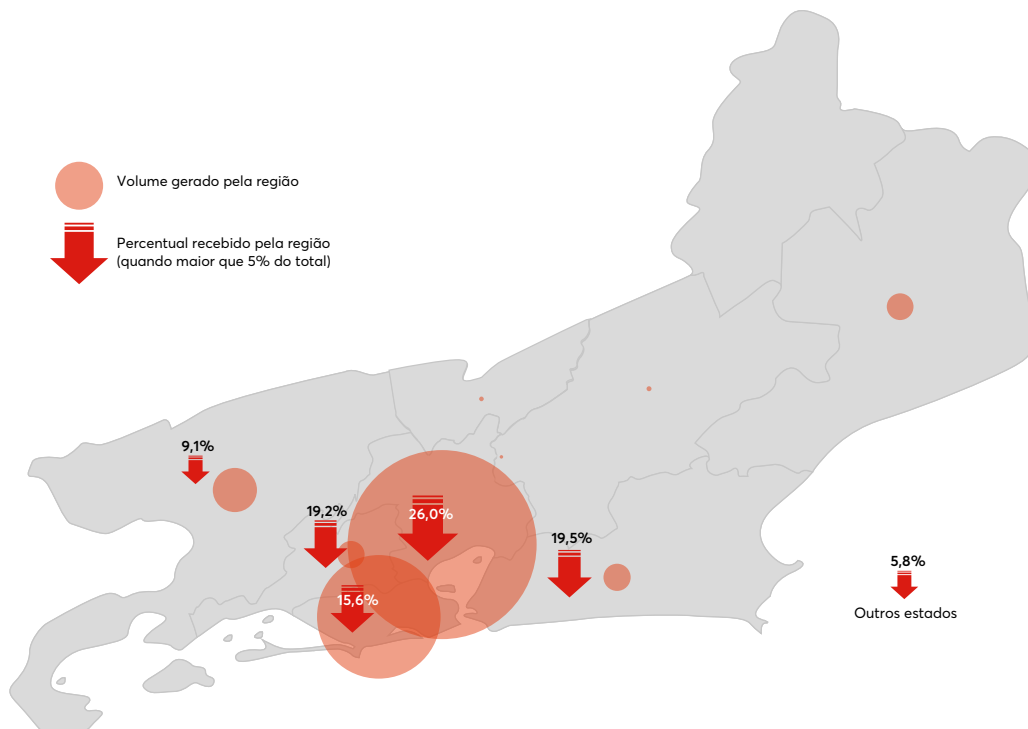 Volume gerado pela região
Percentual recebido pela região
(quando maior que 5% do total)
9,1%
19,2%
26,0%
19,5%
15,6%
5,8%
Outros estados